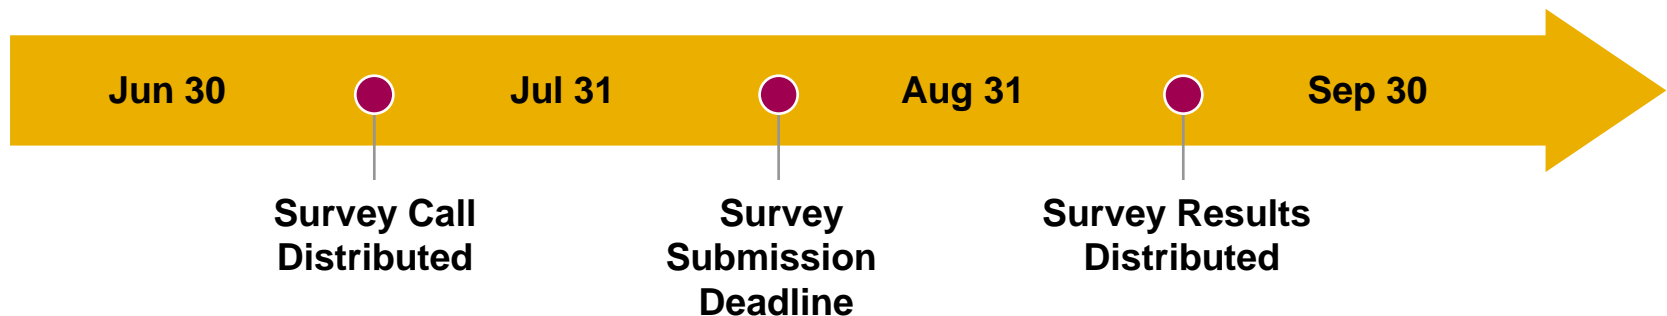 Jun 30
Jul 31
Aug 31
Sep 30
Survey Call
Distributed
Survey
Submission
Deadline
Survey Results
Distributed